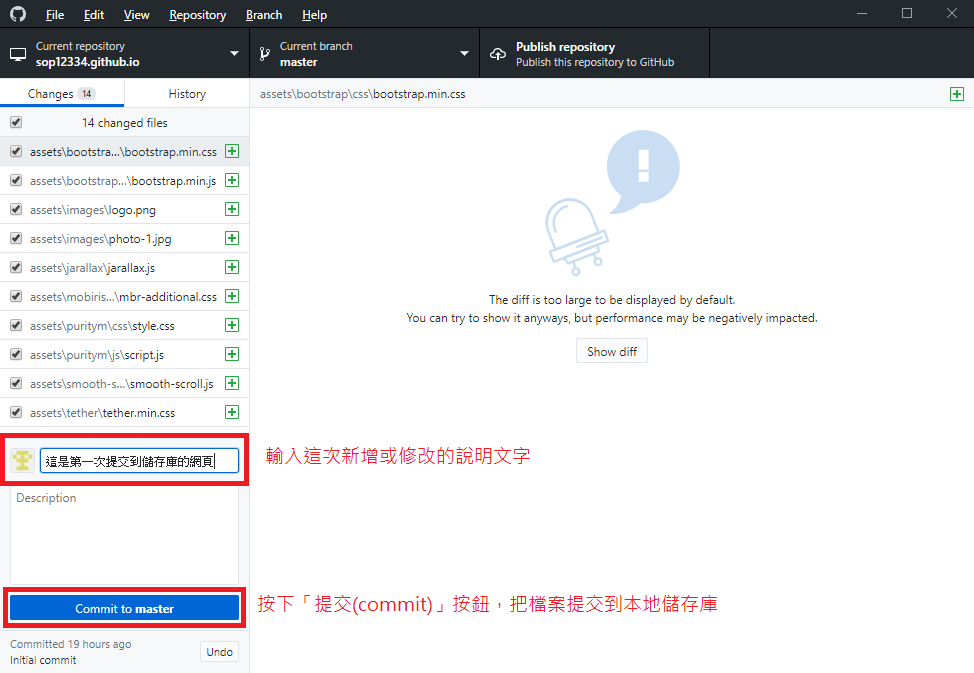 File Edit View Repository Branch Help
Current repository
sop12334.github.io
Current branch
master
Publish repository
Publish this repository to GitHub
Changes 14 History
assets\bootstrap\css\bootstrap.min.css
14 changed files
assets\bootstra...\bootstrap.min.css
assets\bootstrap...\bootstrap.min.js
assets\images\logo.png
assets\images\photo-1.jpg
assets\jarallax\jarallax.js
assets\mobiris...\mbr-additional.css
assets\puritym\css\style.css
assets\puritym\js\script.js
assets\smooth-s...\smooth-scroll.js
assets\tether\tether.min.css
The diff is too large to be displayed by default.
You can try to show it anyways, but performance may be negatively impacted.
Show diff
這是第一次提交到儲存庫的網頁
輸入這次新增或修改的說明文字
Description
Commit to master
按下「提交(commit)」按鈕，把檔案提交到本地儲存庫
Committed 19 hours ago
Initial commit
Undo